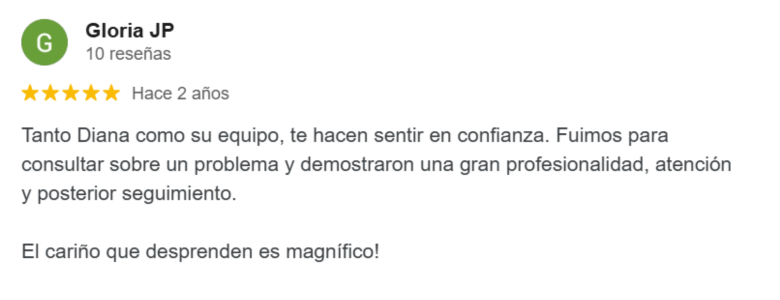 G
Gloria JP
10 reseñas
Hace 2 años
Tanto Diana como su equipo, te hacen sentir en confianza. Fuimos para
consultar sobre un problema y demostraron una gran profesionalidad, atención
y posterior seguimiento.
El cariño que desprenden es magnífico!